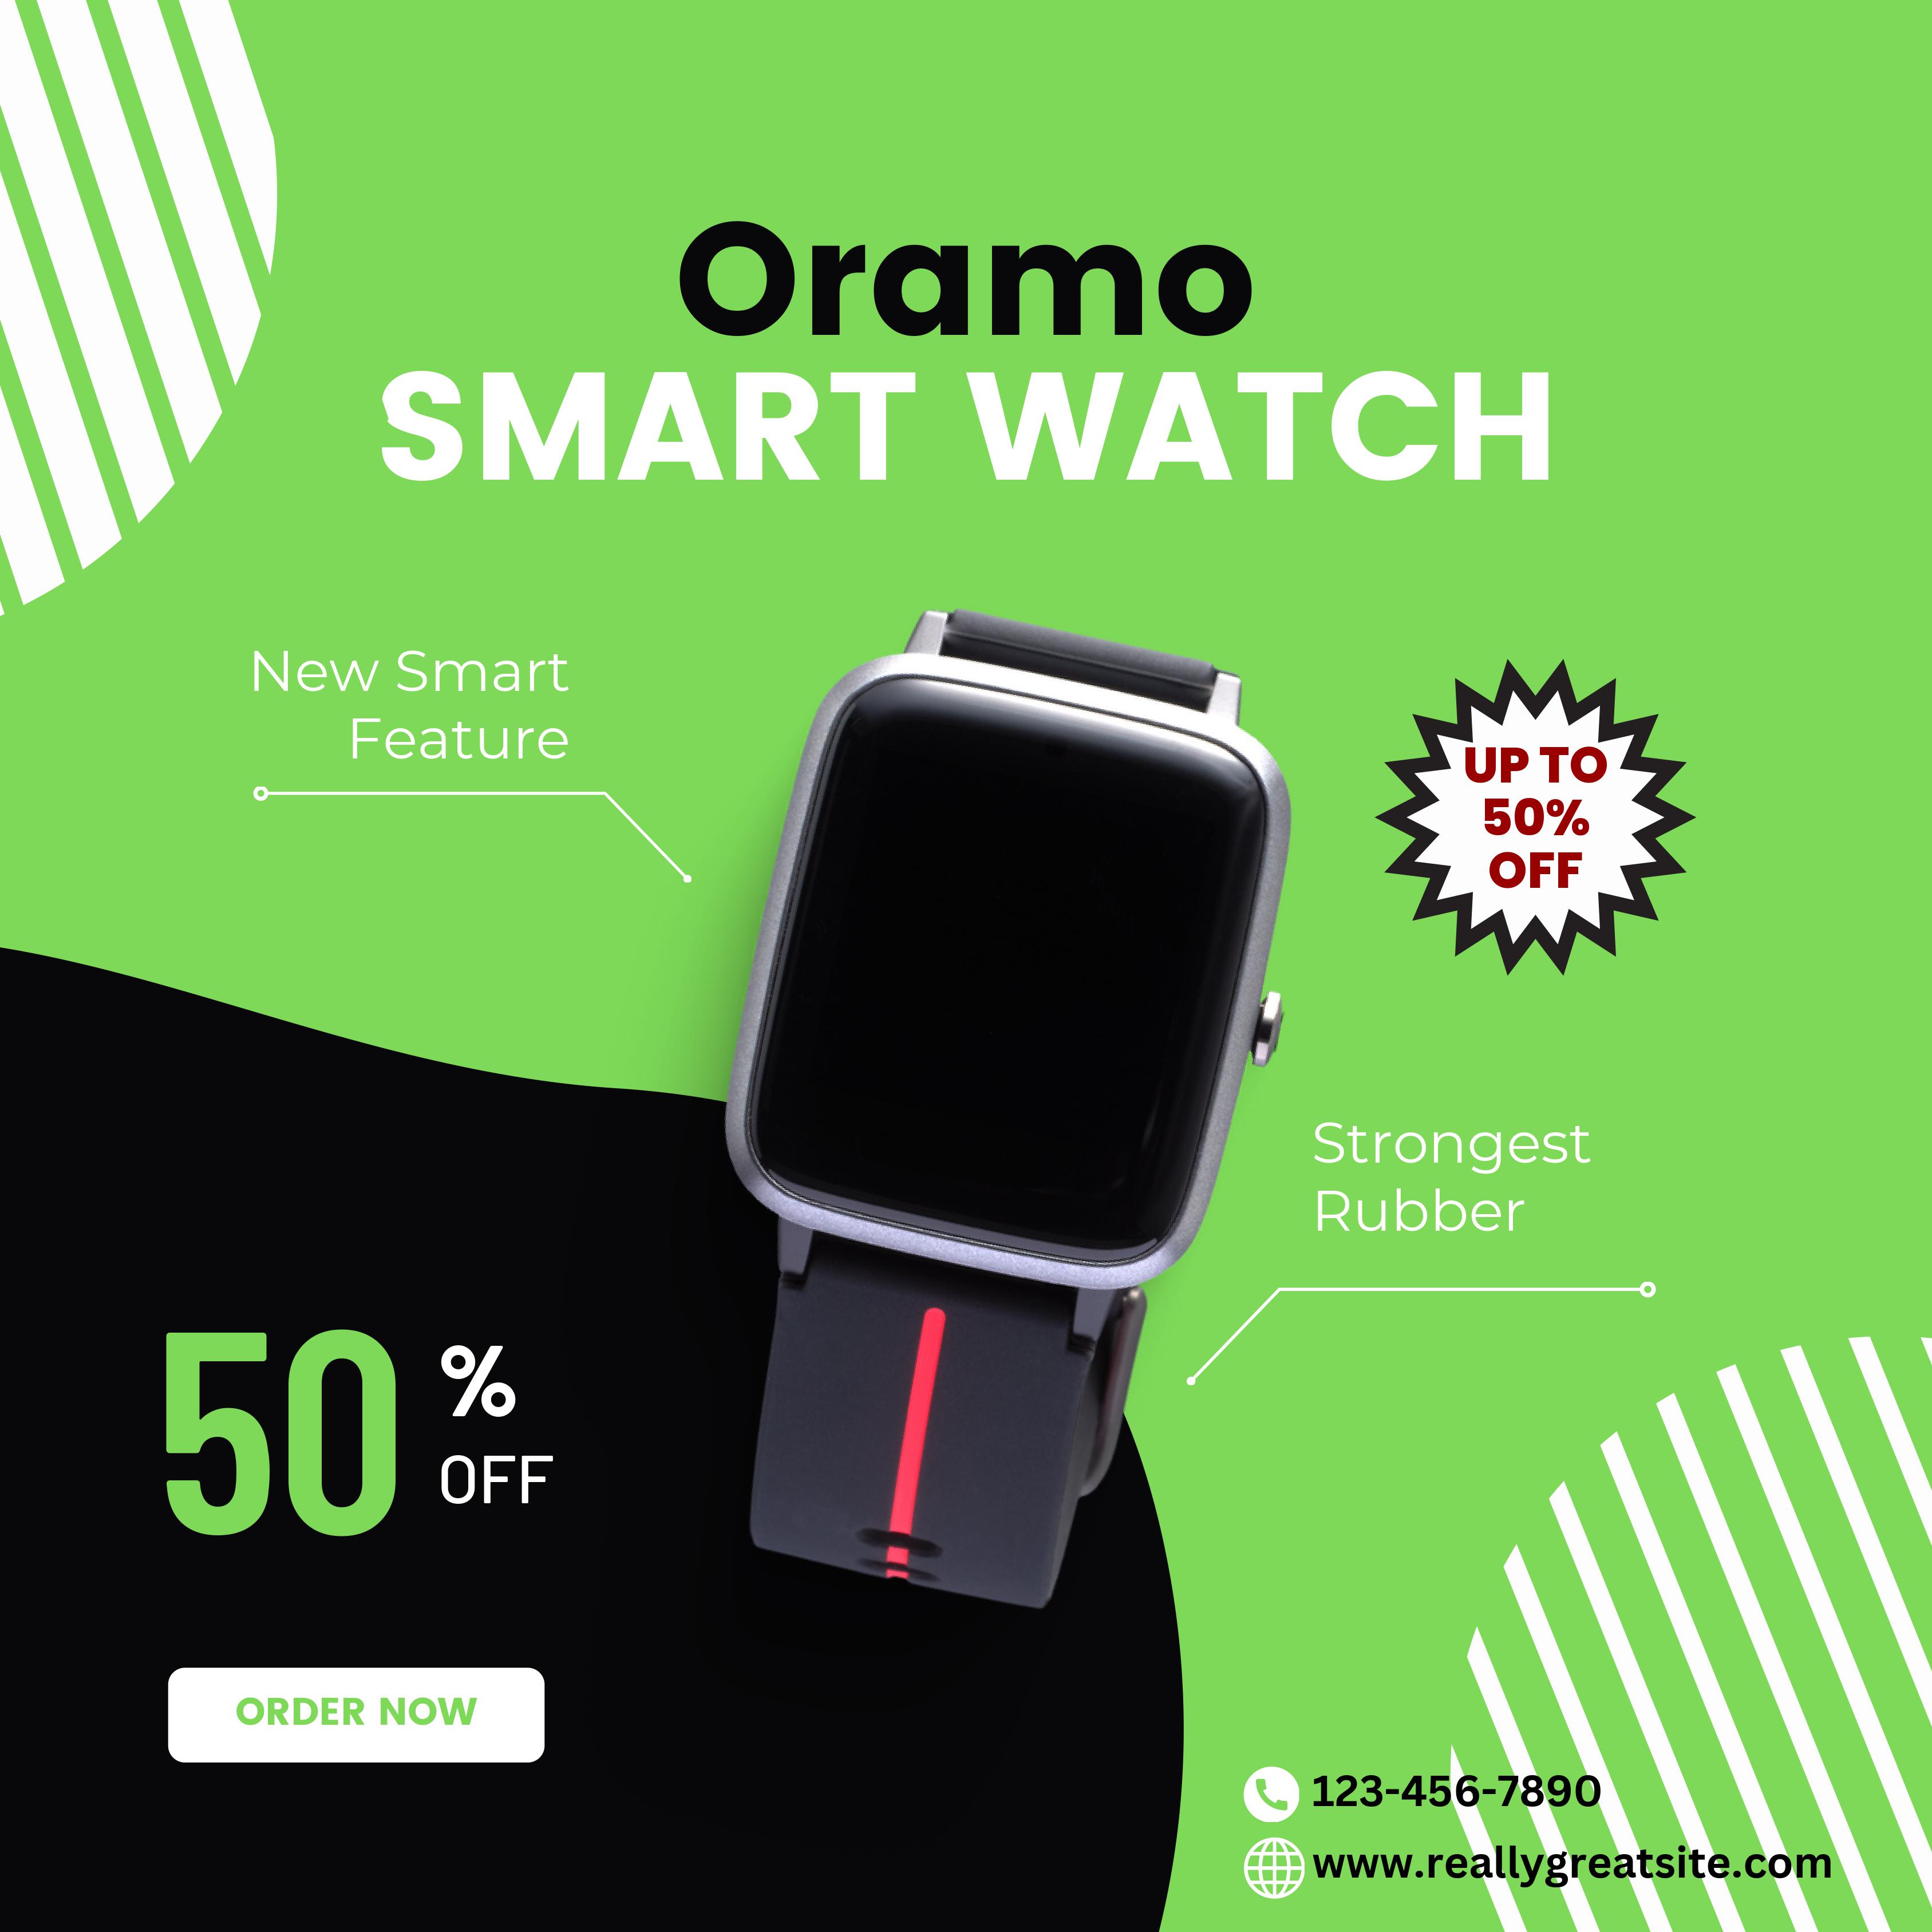 Oramo
SMART WATCH
New Smart
Feature
UP TO
50%
OFF
Strongest
Rubber
50 %
OFF
ORDER NOW
123-456-7890
www.reallygreatsite.com